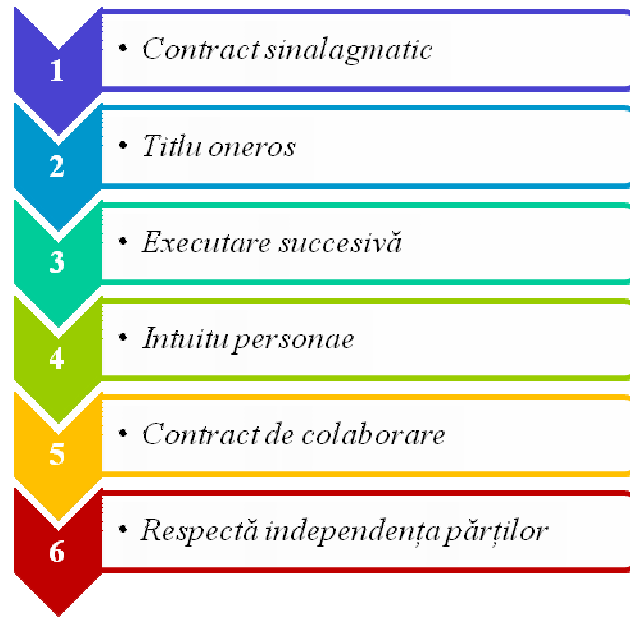 1
• Contract sinalagmatic
2
• Titlu oneros
3
• Executare succesivă
4
• Intuitu personae
5
• Contract de colaborare
6
• Respectă independența părților